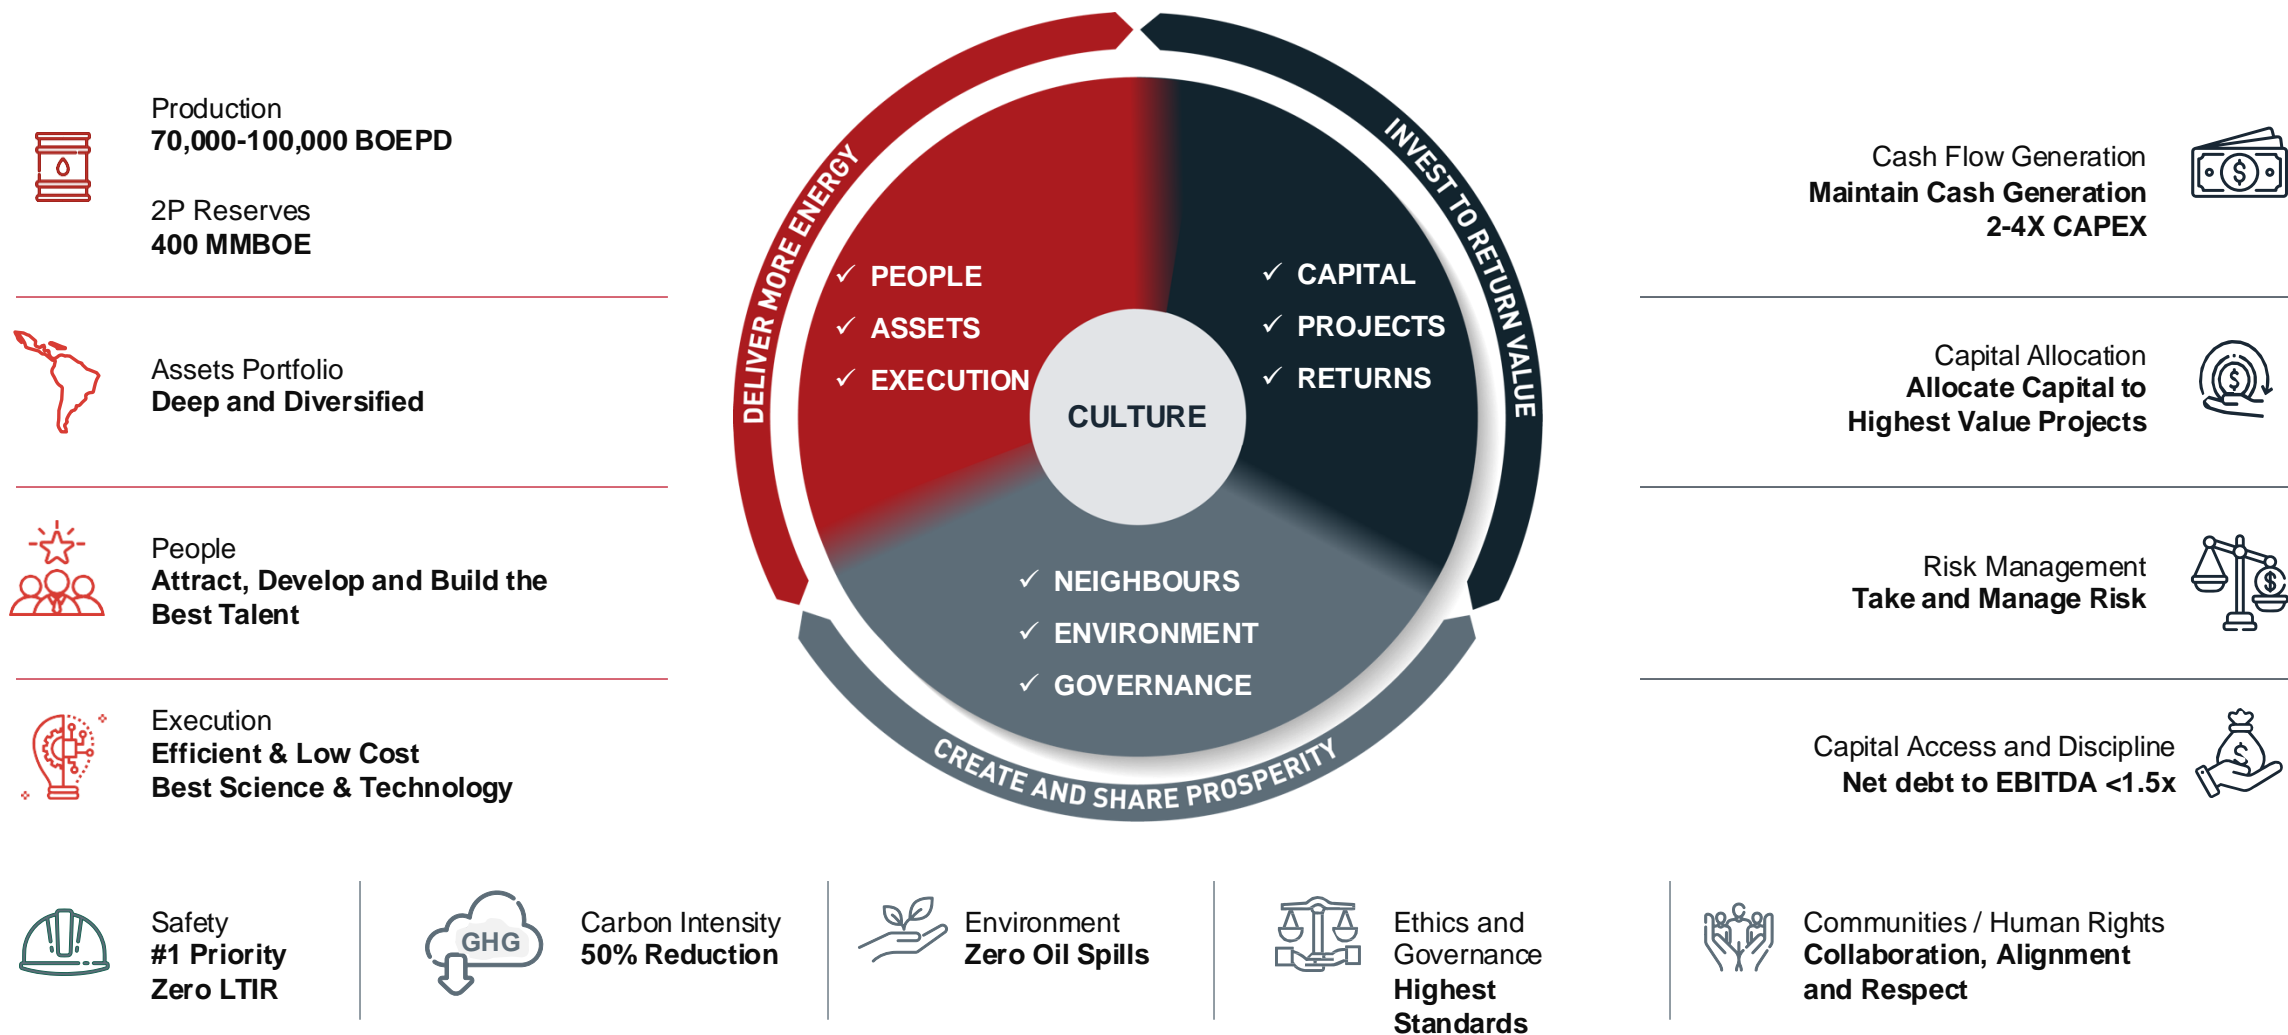 Production
70,000-100,000 BOEPD
2P Reserves
400 MMBOE
Assets Portfolio
Deep and Diversified
People
Attract, Develop and Build the
Best Talent
Execution
Efficient & Low Cost
Best Science & Technology
DELIVER MORE ENERGY
✓ PEOPLE
✓ ASSETS
✓ EXECUTION
INVEST TO RETURN VALUE
✓ CAPITAL
✓ PROJECTS
✓ RETURNS
CULTURE
✓ NEIGHBOURS
✓ ENVIRONMENT
✓ GOVERNANCE
CREATE AND SHARE PROSPERITY
Cash Flow Generation
Maintain Cash Generation
2-4X CAPEX
$
Capital Allocation
Allocate Capital to
Highest Value Projects
$
Risk Management
Take and Manage Risk
$
Capital Access and Discipline
Net debt to EBITDA <1.5x
$
Safety
#1 Priority
Zero LTIR
GHG
Carbon Intensity
50% Reduction
Environment
Zero Oil Spills
Ethics and
Governance
Highest
Standards
Communities / Human Rights
Collaboration, Alignment
and Respect